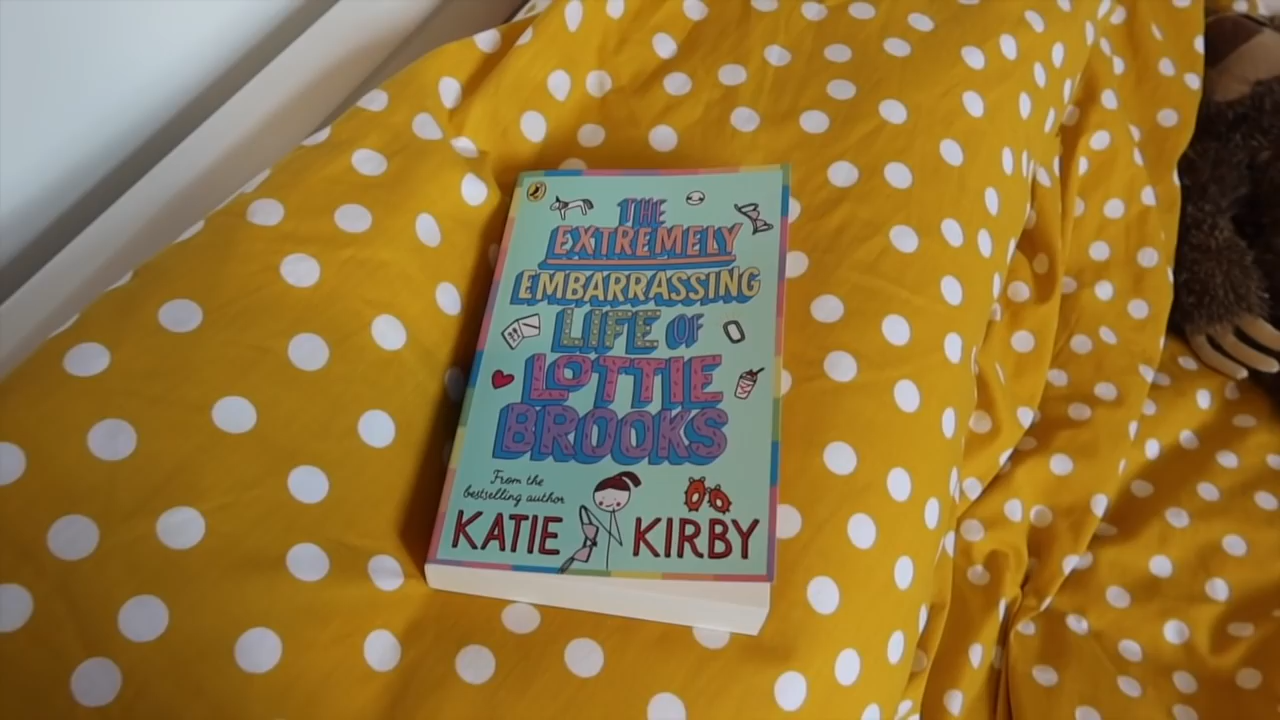 THE
EXTREMELY
EMBARRASSING
LIFE OF
LOTTIE
BROOKS
From the
bestselling author
KATIE KIRBY